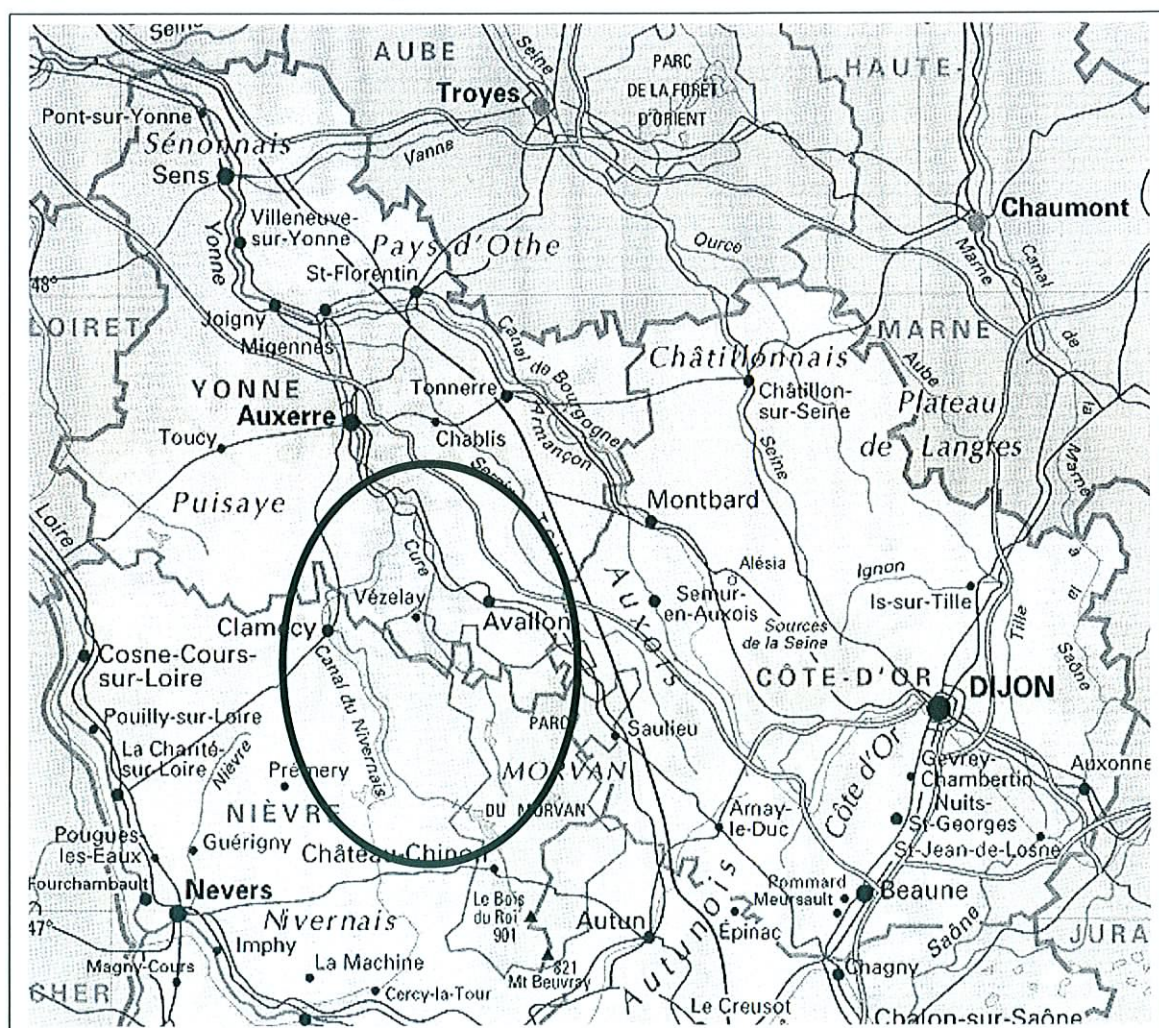 AUBE
Seine
Troyes
PARC
DE LA FORÊT
D'ORIENT
HAUTE-
Pont-sur-Yonne
Sénonnais
Vanne
Sens
Villeneuve-
sur-Yonne
Yonne
Pays d'Othe
St-Florentin
Ource
Chaumont
Marne
Canal
de
la
Marne
à
la
Saône
48°
LOIRET
Joigny
Migennes
Canal de Bourgogne
Châtillonnais
MARNE
Aube
Plateau
de Langres
YONNE
Tonnerre
Armançon
Châtillon-
sur-Seine
Auxerre
Toucy
Chablis
Seine
Puisaye
Loire
Montbard
Cure
Auxois
Alésia
Ignon
Vézelay
Semur-
en-Auxois
Is-sur-Tille
Tille
Clamecy
Avallon
Sources
de la Seine
Cosne-Cours-
sur-Loire
Canal du Nivernais
CÔTE-D'OR
DIJON
Pouilly-sur-Loire
PARC
Saulieu
La Charité-
sur-Loire
Nièvre
Prémery
MORVAN
Côte d'Or
Gevrey-
Chambertin
Auxonne
NIÈVRE
DU MORVAN
Arnay-
le-Duc
Nuits-
St-Georges
Pougues-
les-Eaux
Guérigny
Château-Chinon
St-Jean-de-Losne
Fourchambault
Nevers
Le Bois
du Roi
901
Pommard
Meursault
Beaune
47°
Nivernais
Autun
Autunois
Épinac
Saône
JURA
Imphy
Magny-Cours
La Machine
821
Mt Beuvray
Chagny
CHER
Cercy-la-Tour
Le Creusot
Chalon-sur-Saône